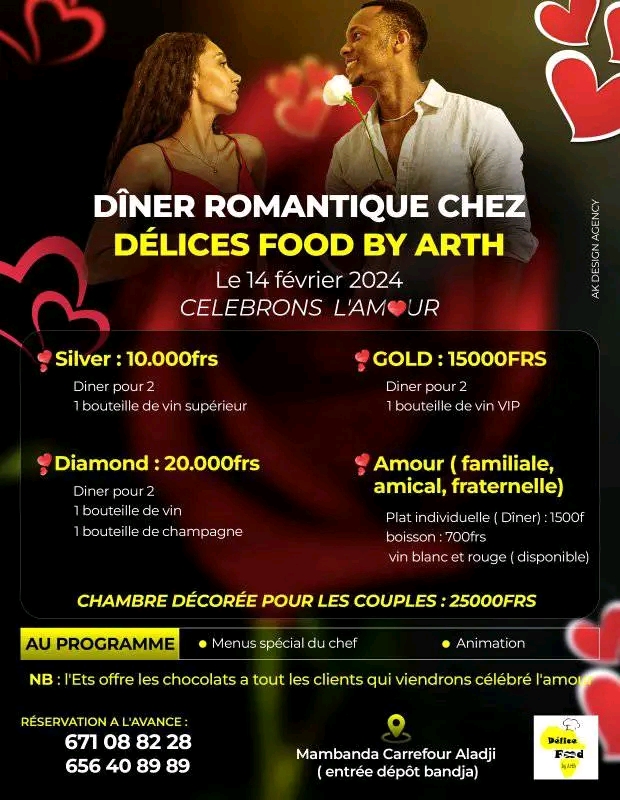 DÎNER ROMANTIQUE CHEZ
DÉLICES FOOD BY ARTH
Le 14 février 2024
CELEBRONS L'AM❤UR
AK DESIGN AGENCY
Silver : 10.000frs
Diner pour 2
1 bouteille de vin supérieur
GOLD : 15000FRS
Diner pour 2
1 bouteille de vin VIP
Diamond : 20.000frs
Diner pour 2
1 bouteille de vin
1 bouteille de champagne
Amour ( familiale,
amical, fraternelle)
Plat individuelle ( Dîner) : 1500f
boisson : 700frs
vin blanc et rouge ( disponible)
CHAMBRE DÉCORÉE POUR LES COUPLES : 25000FRS
AU PROGRAMME
• Menus spécial du chef
• Animation
NB : l'Ets offre les chocolats a tout les clients qui viendrons célébré l'amour
RÉSERVATION A L'AVANCE :
671 08 82 28
656 40 89 89
Mambanda Carrefour Aladji
( entrée dépôt bandja)
Délice
Food
by Arth